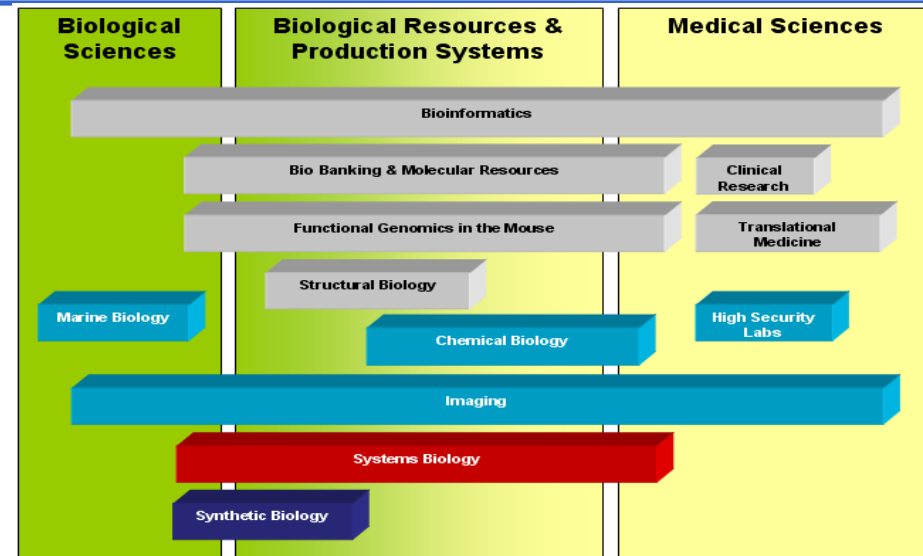 Biological
Sciences
Biological Resources &
Production Systems
Medical Sciences
Bioinformatics
Bio Banking & Molecular Resources
Clinical
Research
Functional Genomics in the Mouse
Translational
Medicine
Structural Biology
Marine Biology
High Security
Labs
Chemical Biology
Imaging
Systems Biology
Synthetic Biology